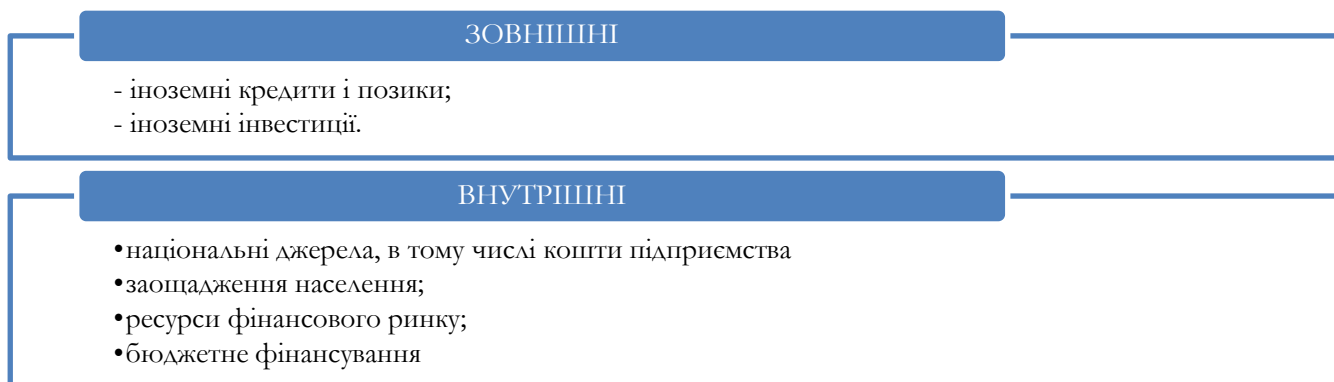 ЗОВНІШНІ
- іноземні кредити і позики;
- іноземні інвестиції.
ВНУТРІШНІ
•національні джерела, в тому числі кошти підприємства
•заощадження населення;
•ресурси фінансового ринку;
•бюджетне фінансування